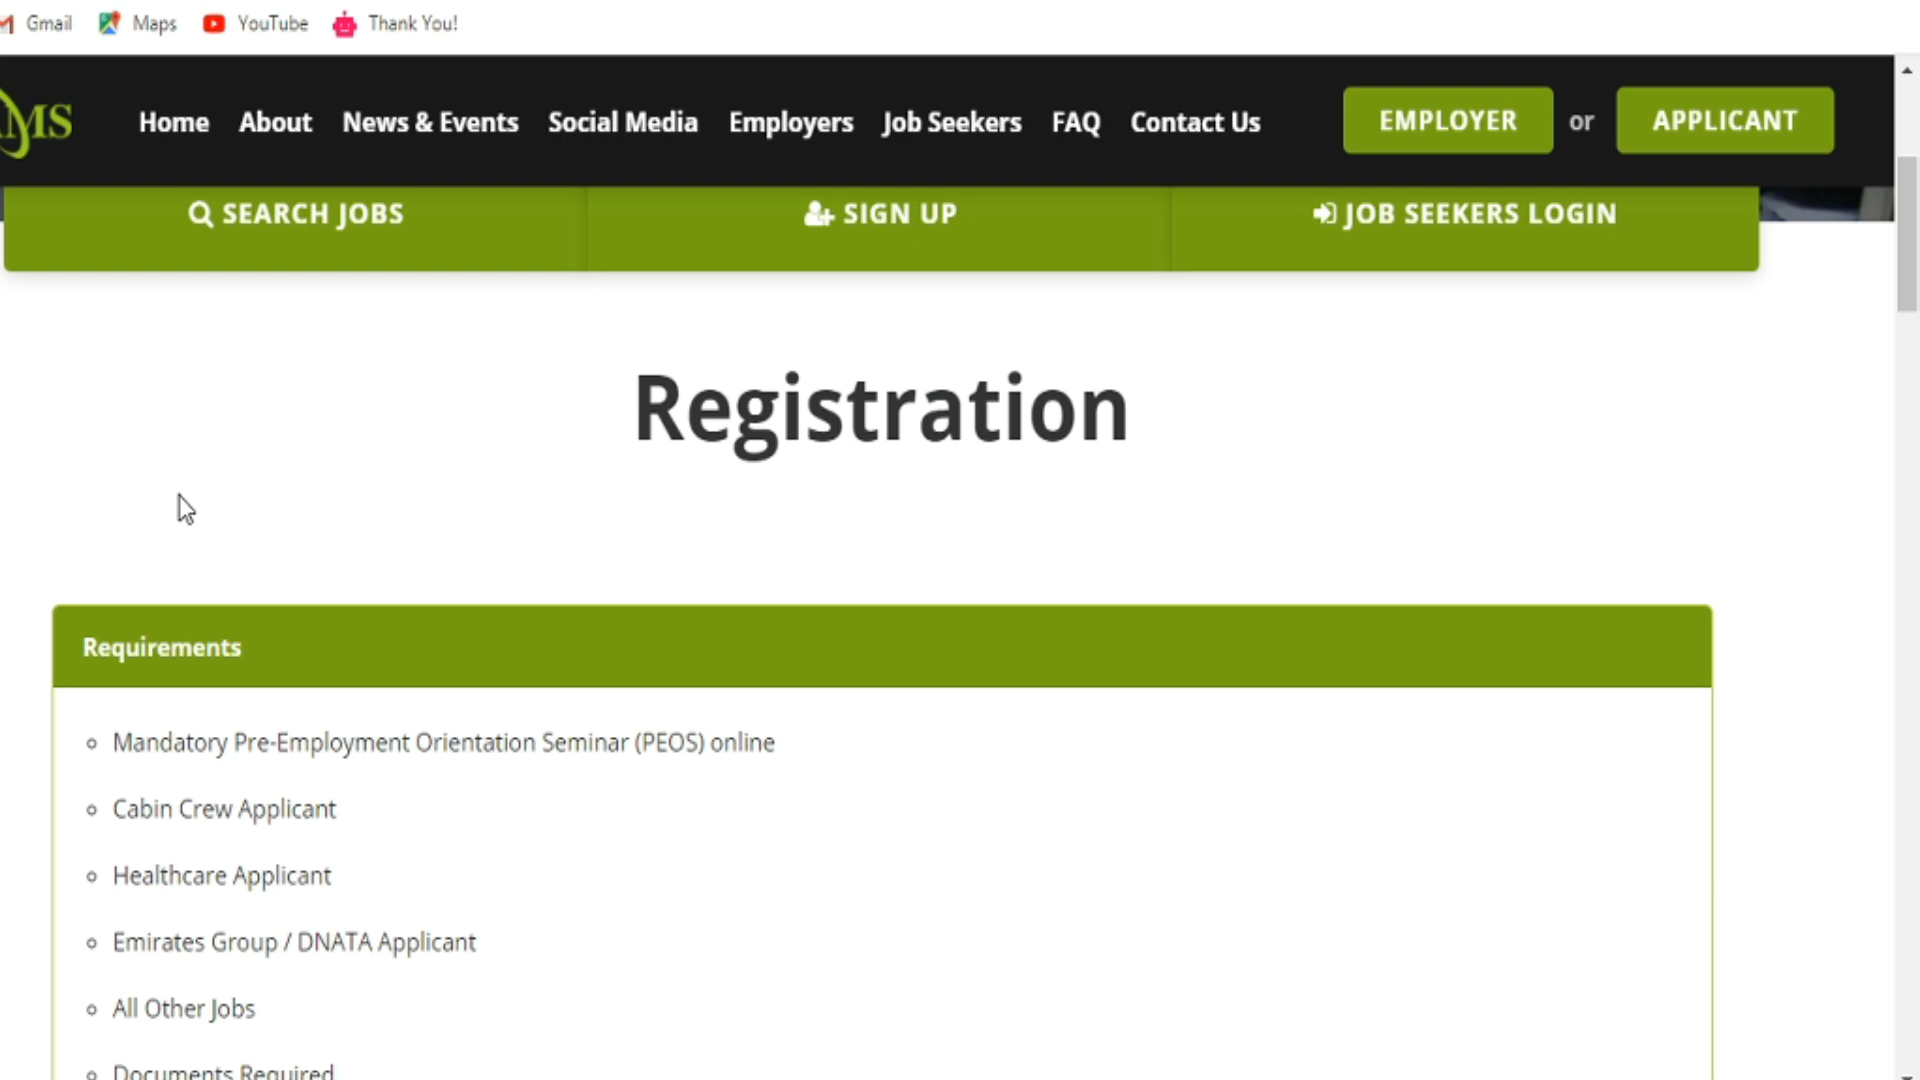 Gmail Maps YouTube Thank You!
MS Home About News & Events Social Media Employers Job Seekers FAQ Contact Us EMPLOYER or APPLICANT
SEARCH JOBS SIGN UP JOB SEEKERS LOGIN
Registration
Requirements
Mandatory Pre-Employment Orientation Seminar (PEOS) online
Cabin Crew Applicant
Healthcare Applicant
Emirates Group / DNATA Applicant
All Other Jobs
Documents Required